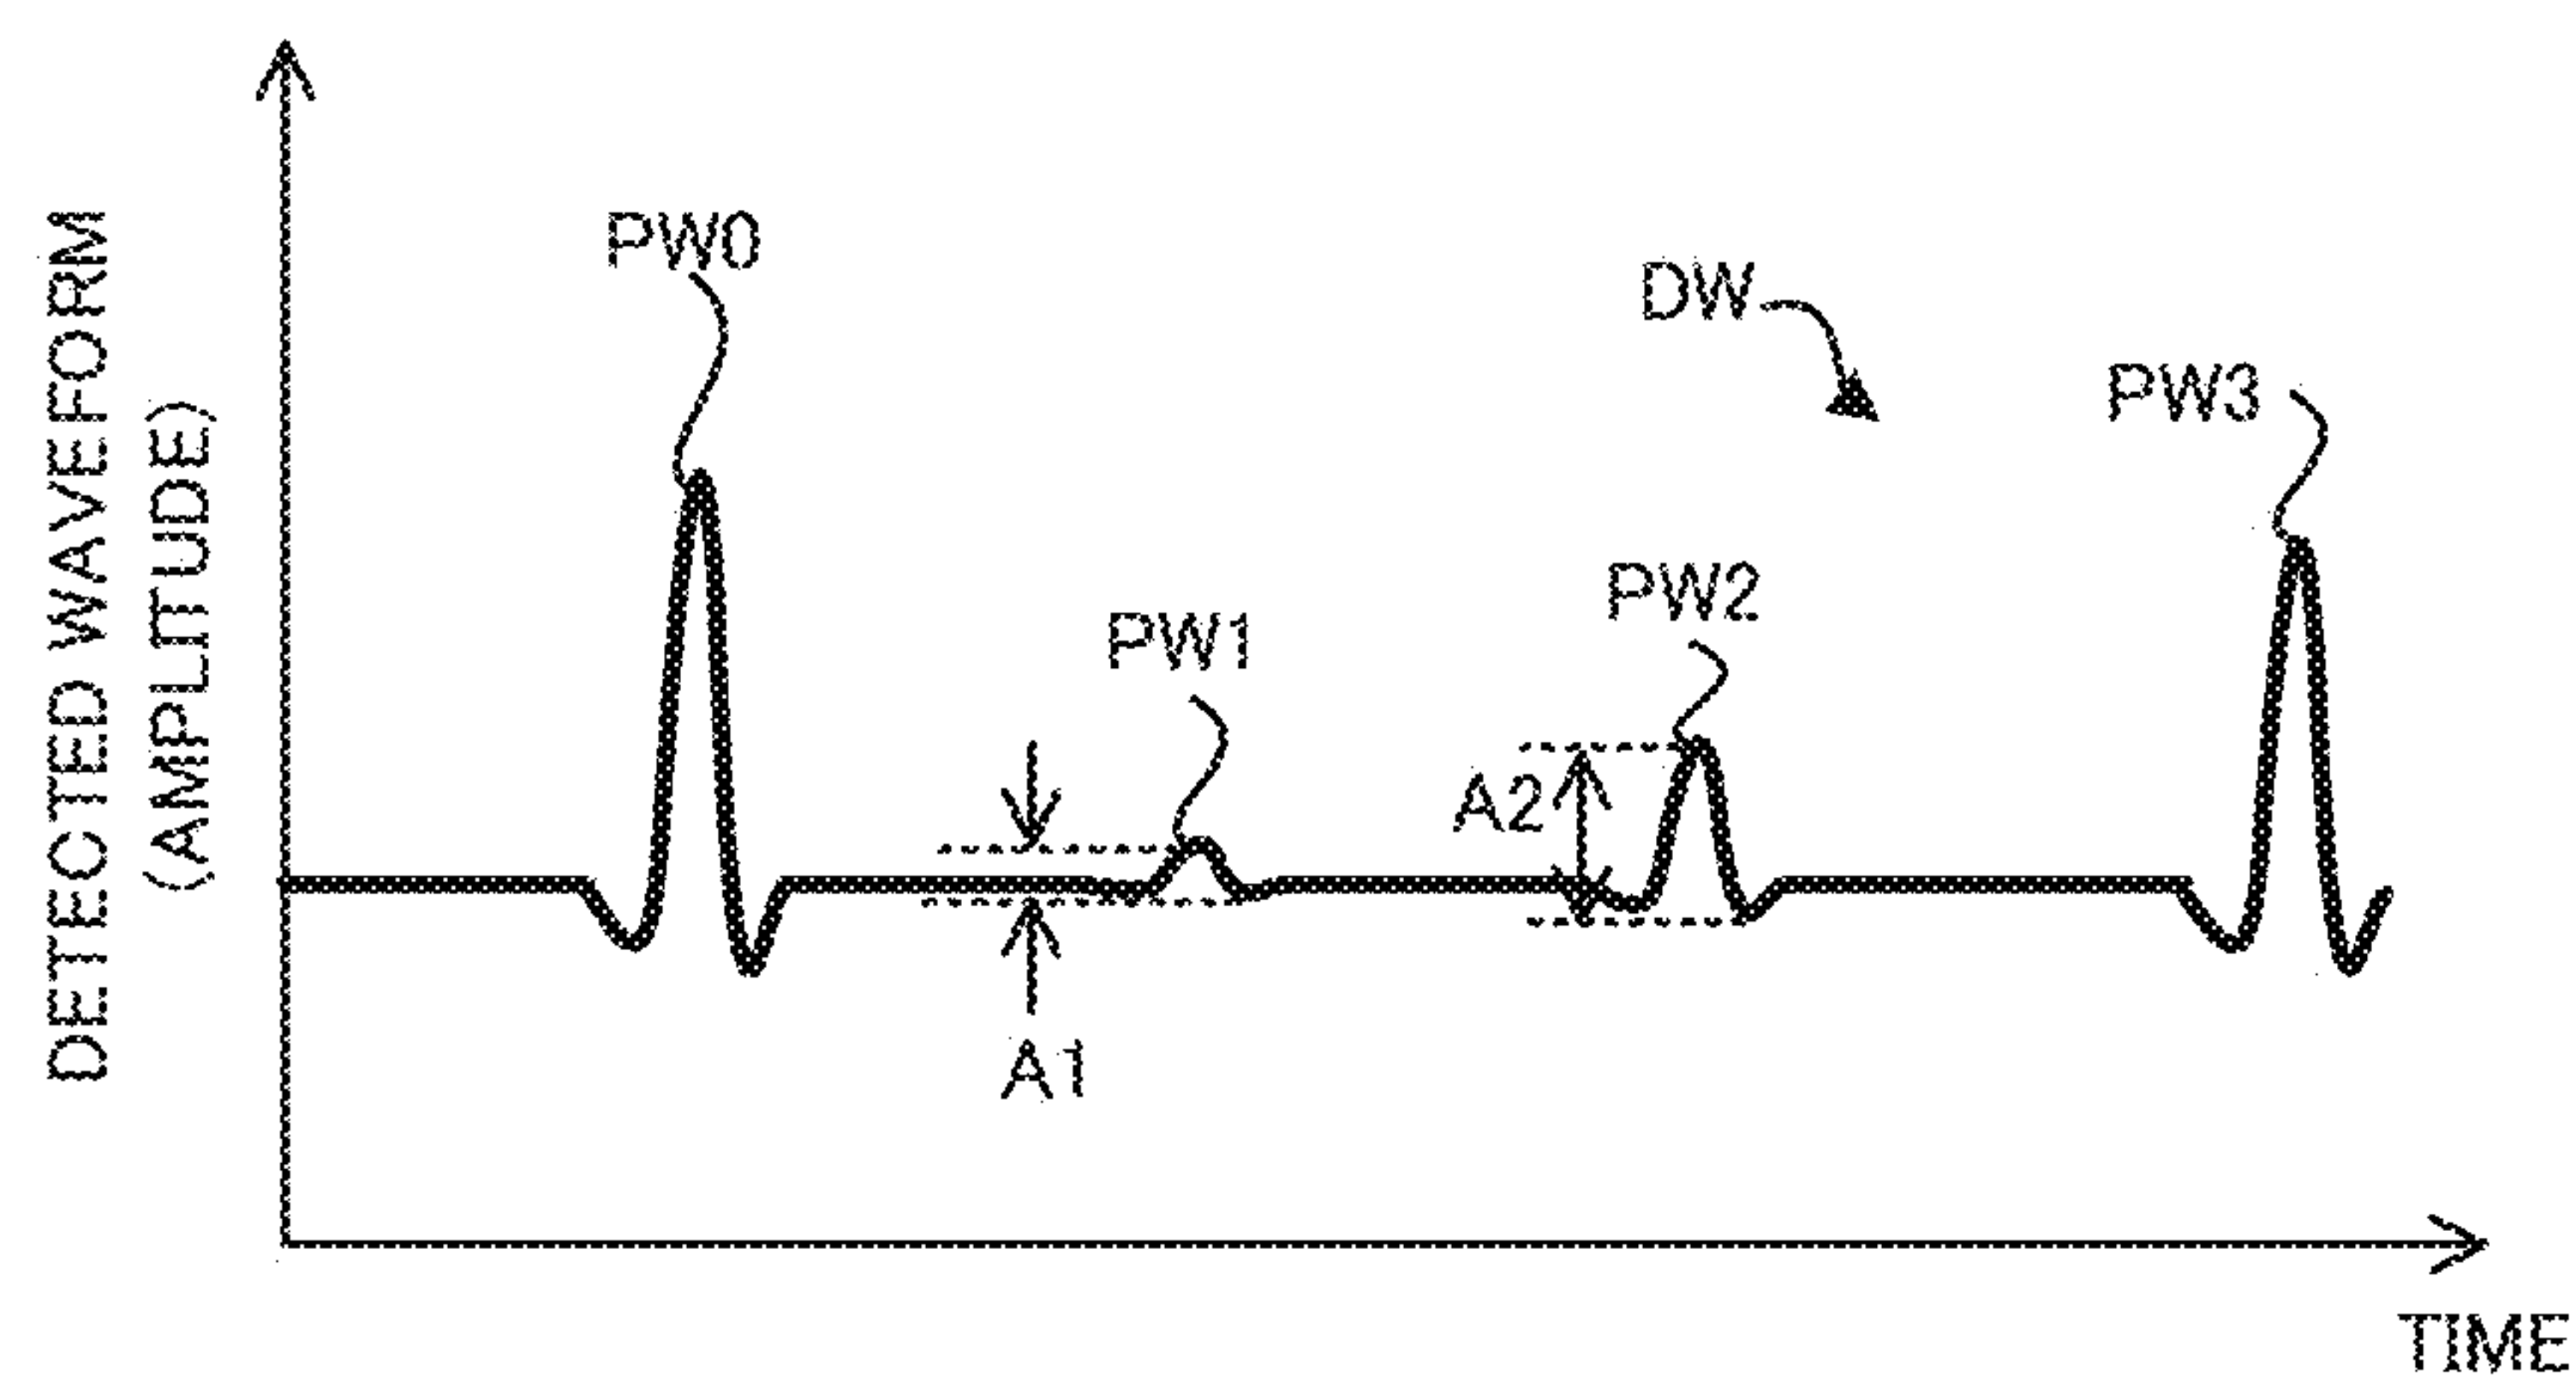 DETECTED WAVEFORM
(AMPLITUDE)
PW0
DW
PW3
PW2
PW1
A2
A1
TIME